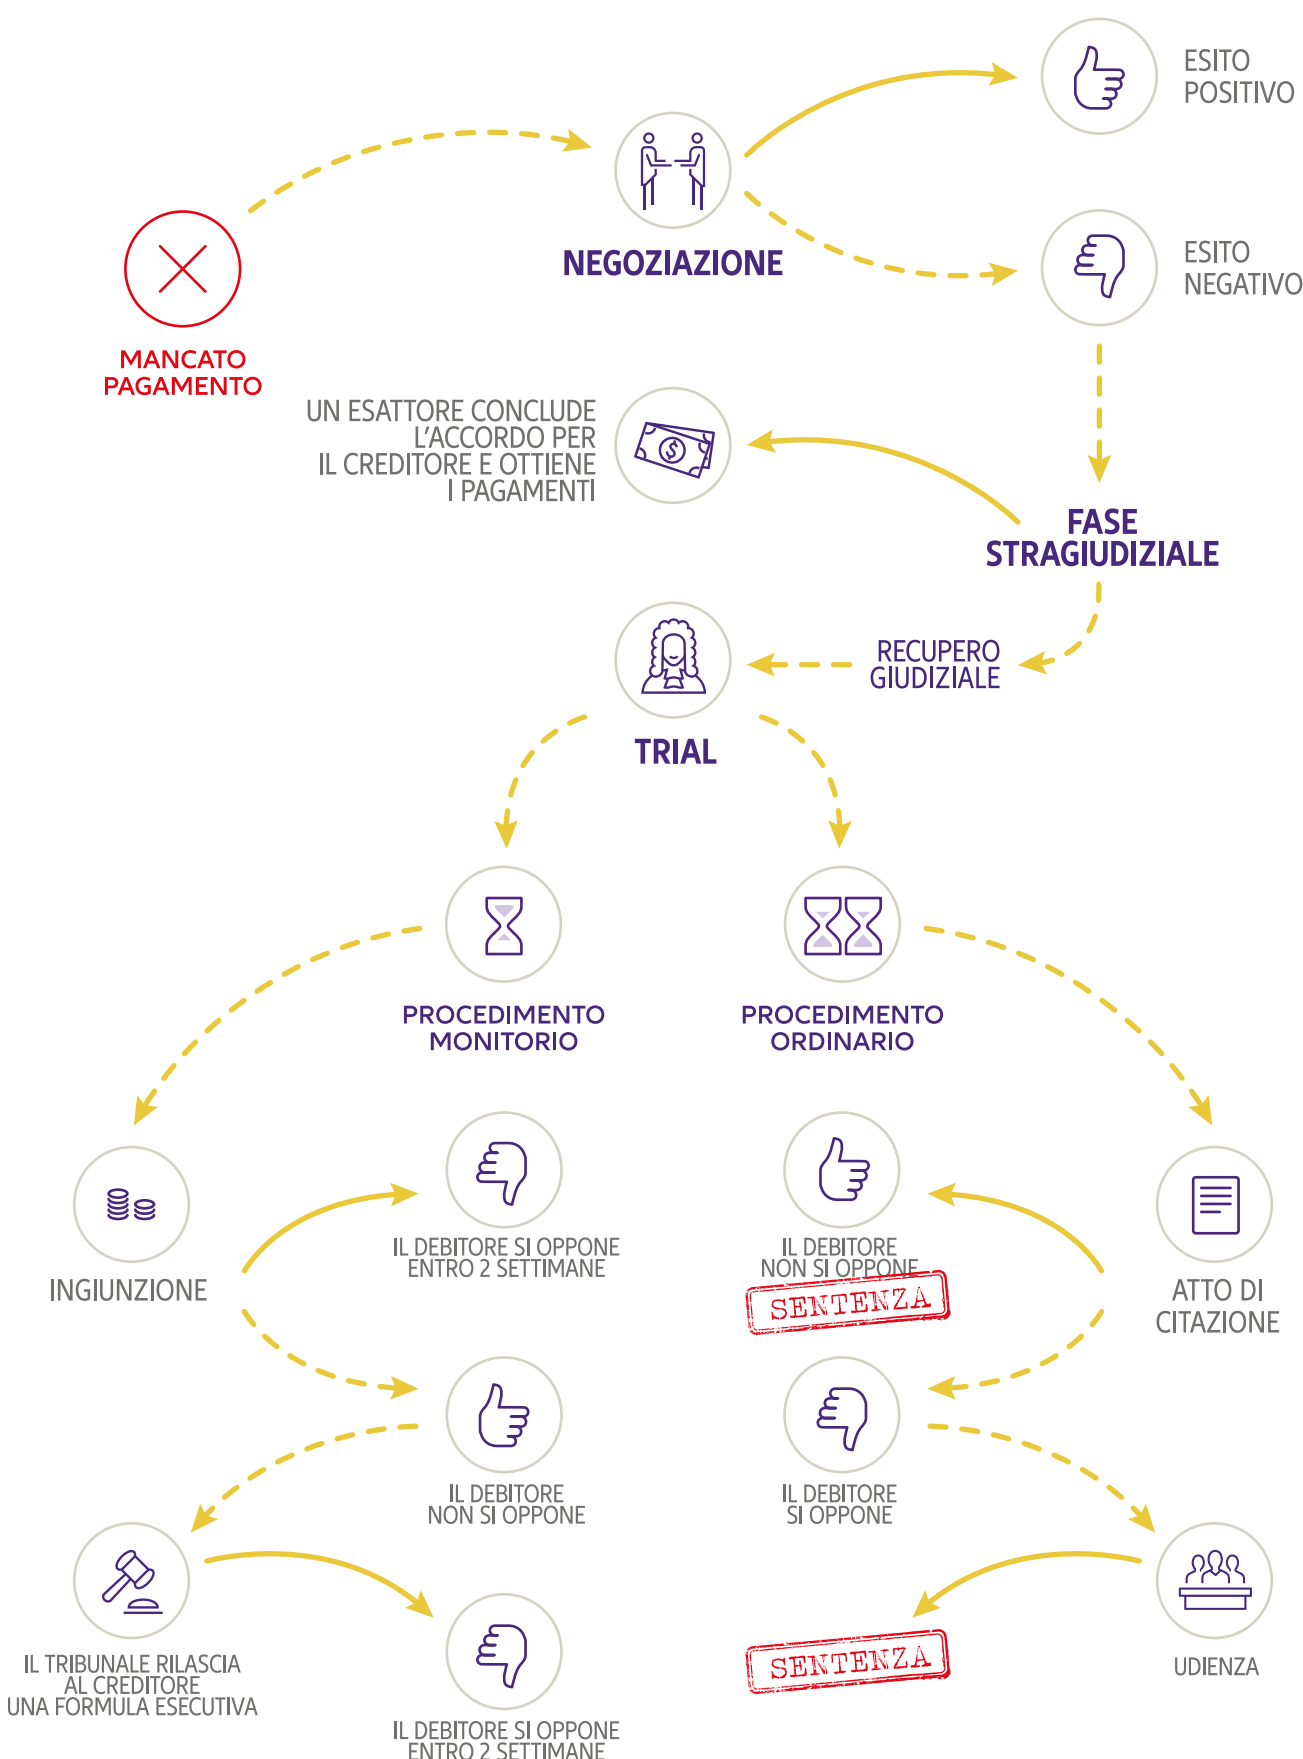 ESITO
POSITIVO
NEGOZIAZIONE
ESITO
NEGATIVO
MANCATO
PAGAMENTO
UN ESATTORE CONCLUDE
L'ACCORDO PER
IL CREDITORE E OTTIENE
I PAGAMENTI
FASE
STRAGIUDIZIALE
RECUPERO
GIUDIZIALE
TRIAL
PROCEDIMENTO
MONITORIO
PROCEDIMENTO
ORDINARIO
INGIUNZIONE
IL DEBITORE SI OPPONE
ENTRO 2 SETTIMANE
IL DEBITORE
NON SI OPPONE
SENTENZA
ATTO DI
CITAZIONE
IL DEBITORE
NON SI OPPONE
IL DEBITORE
SI OPPONE
IL TRIBUNALE RILASCIA
AL CREDITORE
UNA FORMULA ESECUTIVA
IL DEBITORE SI OPPONE
ENTRO 2 SETTIMANE
SENTENZA
UDIENZA